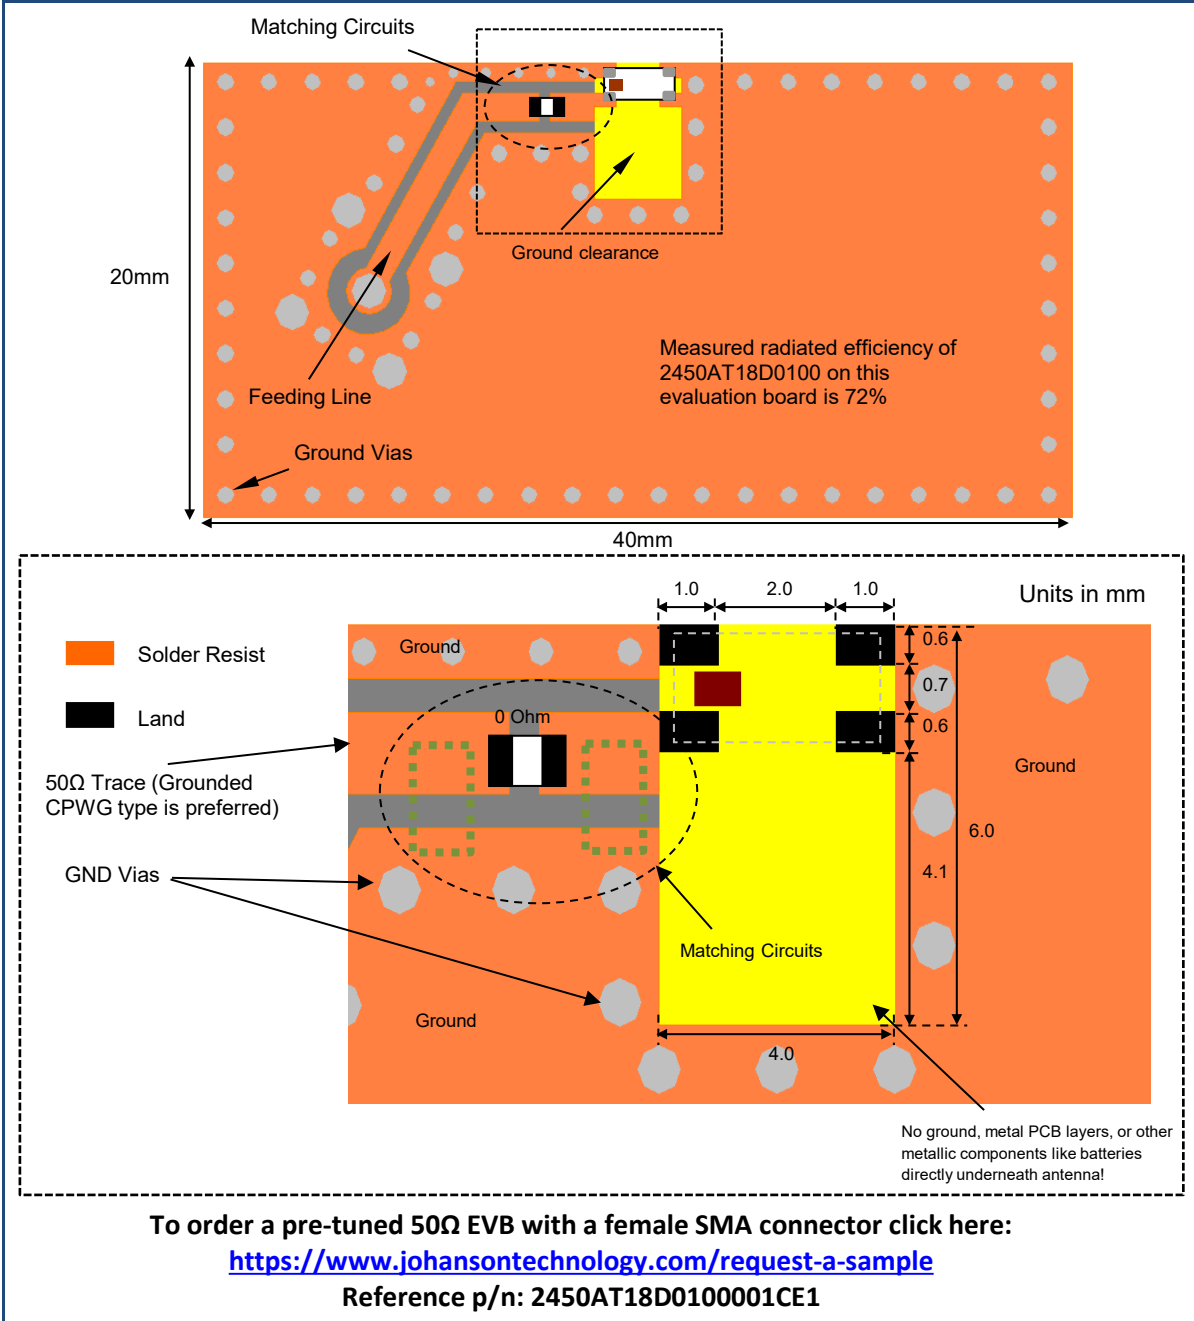 Matching Circuits
20mm
Ground clearance
Measured radiated efficiency of
2450AT18D0100 on this
evaluation board is 72%
Feeding Line
Ground Vias
40mm
1.0
2.0
1.0
Units in mm
Solder Resist
Land
Ground
0.6
0.7
0.6
0 Ohm
50Ω Trace (Grounded
CPWG type is preferred)
Ground
6.0
4.1
GND Vias
Matching Circuits
Ground
4.0
No ground, metal PCB layers, or other
metallic components like batteries
directly underneath antenna!
To order a pre-tuned 50Ω EVB with a female SMA connector click here:
https://www.johansontechnology.com/request-a-sample
Reference p/n: 2450AT18D0100001CE1